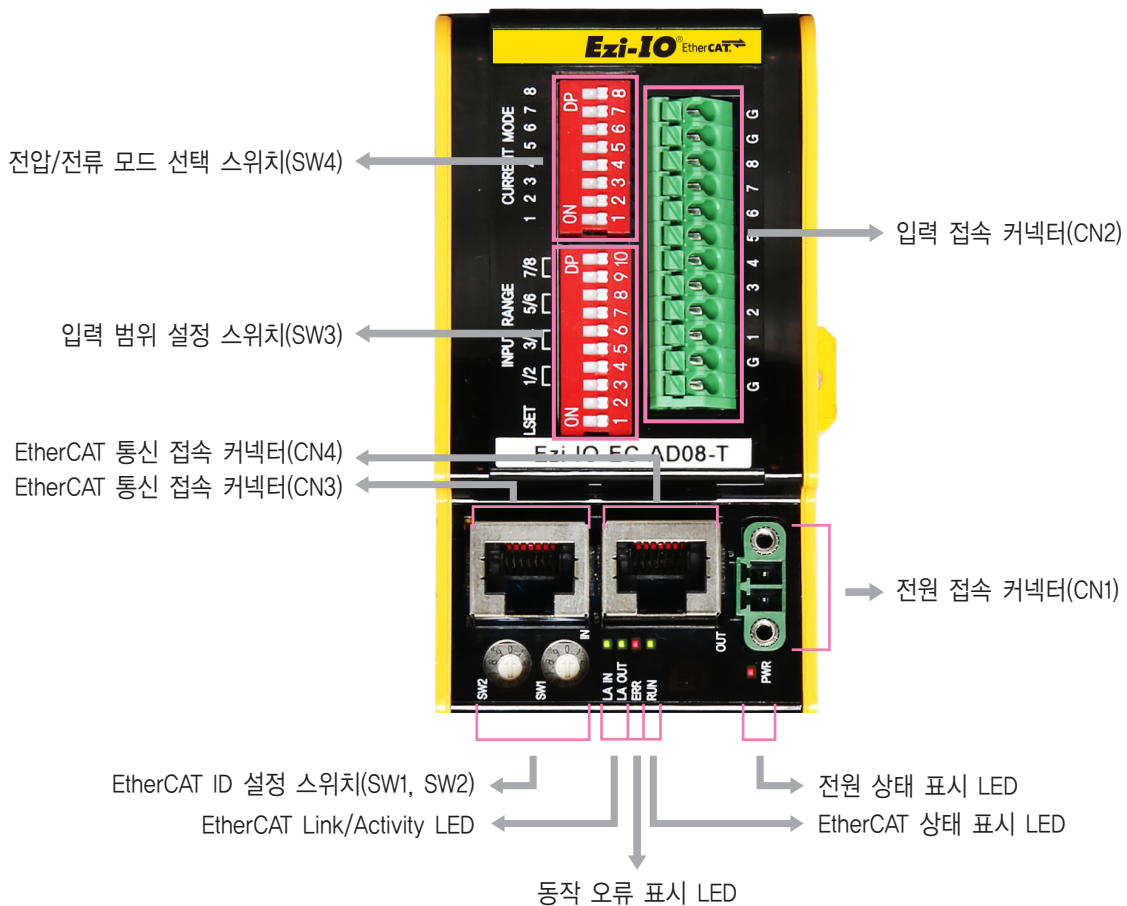 Ezi-IO® EtherCAT
전압/전류 모드 선택 스위치(SW4)
CURRENT MODE
1 2 3 4 5 6 7 8
ON DP
1 2 3 4 5 6 7 8
G G 1 2 3 4 5 6 7 8 G G
입력 접속 커넥터(CN2)
입력 범위 설정 스위치(SW3)
INPUT RANGE
LSET 1/2 3/ 5/6 7/8
ON DP
1 2 3 4 5 6 7 8 9 10
Ezi-IO EC AD08-T
EtherCAT 통신 접속 커넥터(CN4)
EtherCAT 통신 접속 커넥터(CN3)
전원 접속 커넥터(CN1)
IN
OUT
SW2
SW1
LA IN
LA OUT
ERR
RUN
PWR
EtherCAT ID 설정 스위치(SW1, SW2)
전원 상태 표시 LED
EtherCAT Link/Activity LED
EtherCAT 상태 표시 LED
동작 오류 표시 LED